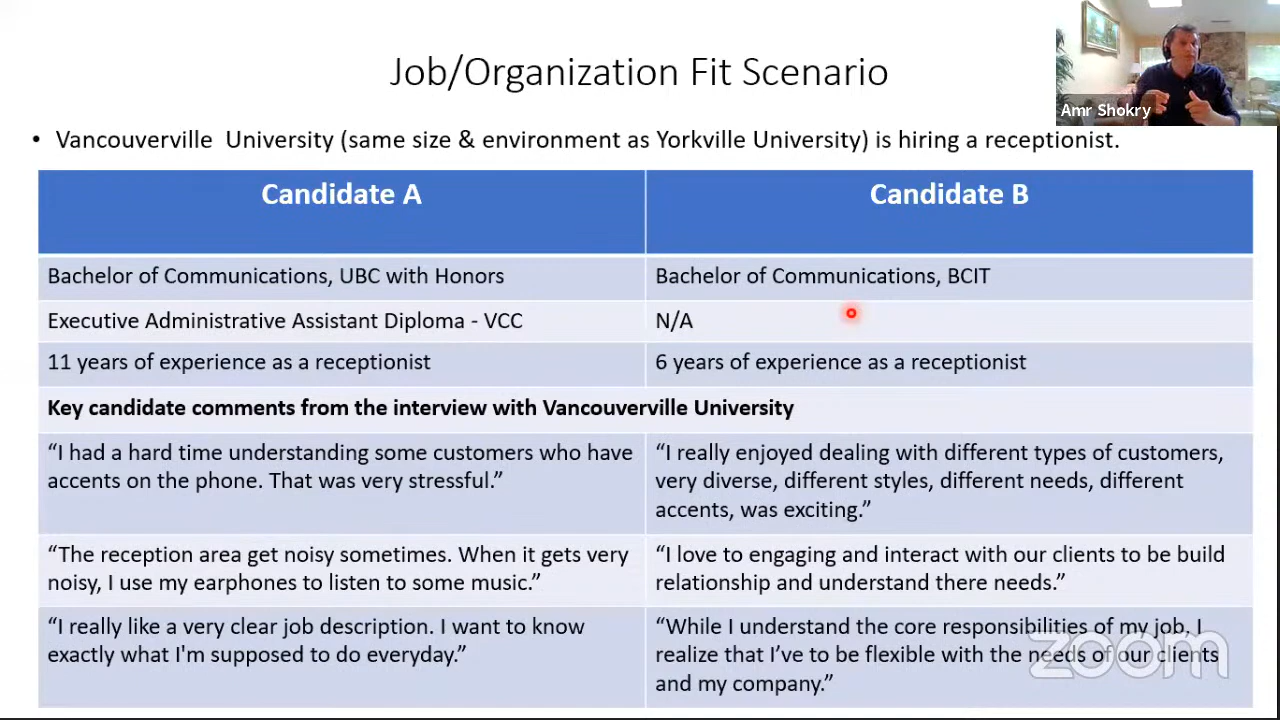 Job/Organization Fit Scenario
Amr Shokry
• Vancouverville University (same size & environment as Yorkville University) is hiring a receptionist.
Candidate A
Candidate B
Bachelor of Communications, UBC with Honors
Bachelor of Communications, BCIT
Executive Administrative Assistant Diploma - VCC
N/A
11 years of experience as a receptionist
6 years of experience as a receptionist
Key candidate comments from the interview with Vancouverville University
“I had a hard time understanding some customers who have
accents on the phone. That was very stressful.”
“I really enjoyed dealing with different types of customers,
very diverse, different styles, different needs, different
accents, was exciting.”
“The reception area get noisy sometimes. When it gets very
noisy, I use my earphones to listen to some music.”
“I love to engaging and interact with our clients to be build
relationship and understand there needs.”
“I really like a very clear job description. I want to know
exactly what I'm supposed to do everyday.”
“While I understand the core responsibilities of my job, I
realize that I’ve to be flexible with the needs of our clients
and my company.”
zoom